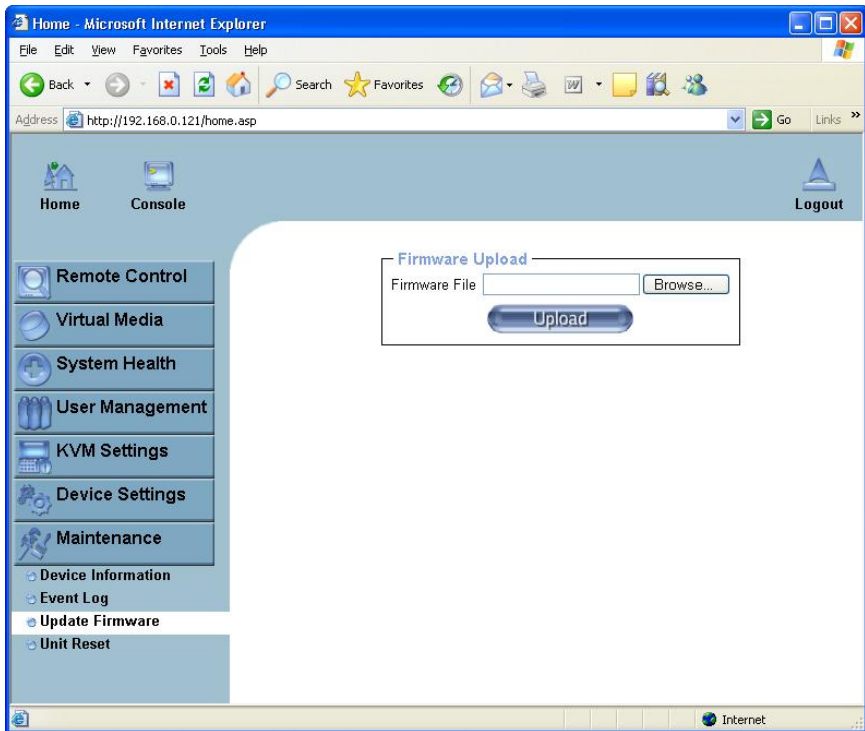 Home - Microsoft Internet Explorer
File Edit View Favorites Tools Help
Back Search Favorites W
Address http://192.168.0.121/home.asp Go Links »
Home Console Logout
Firmware Upload
Firmware File Browse...
Upload
Remote Control
Virtual Media
System Health
User Management
KVM Settings
Device Settings
Maintenance
Device Information
Event Log
Update Firmware
Unit Reset
Internet